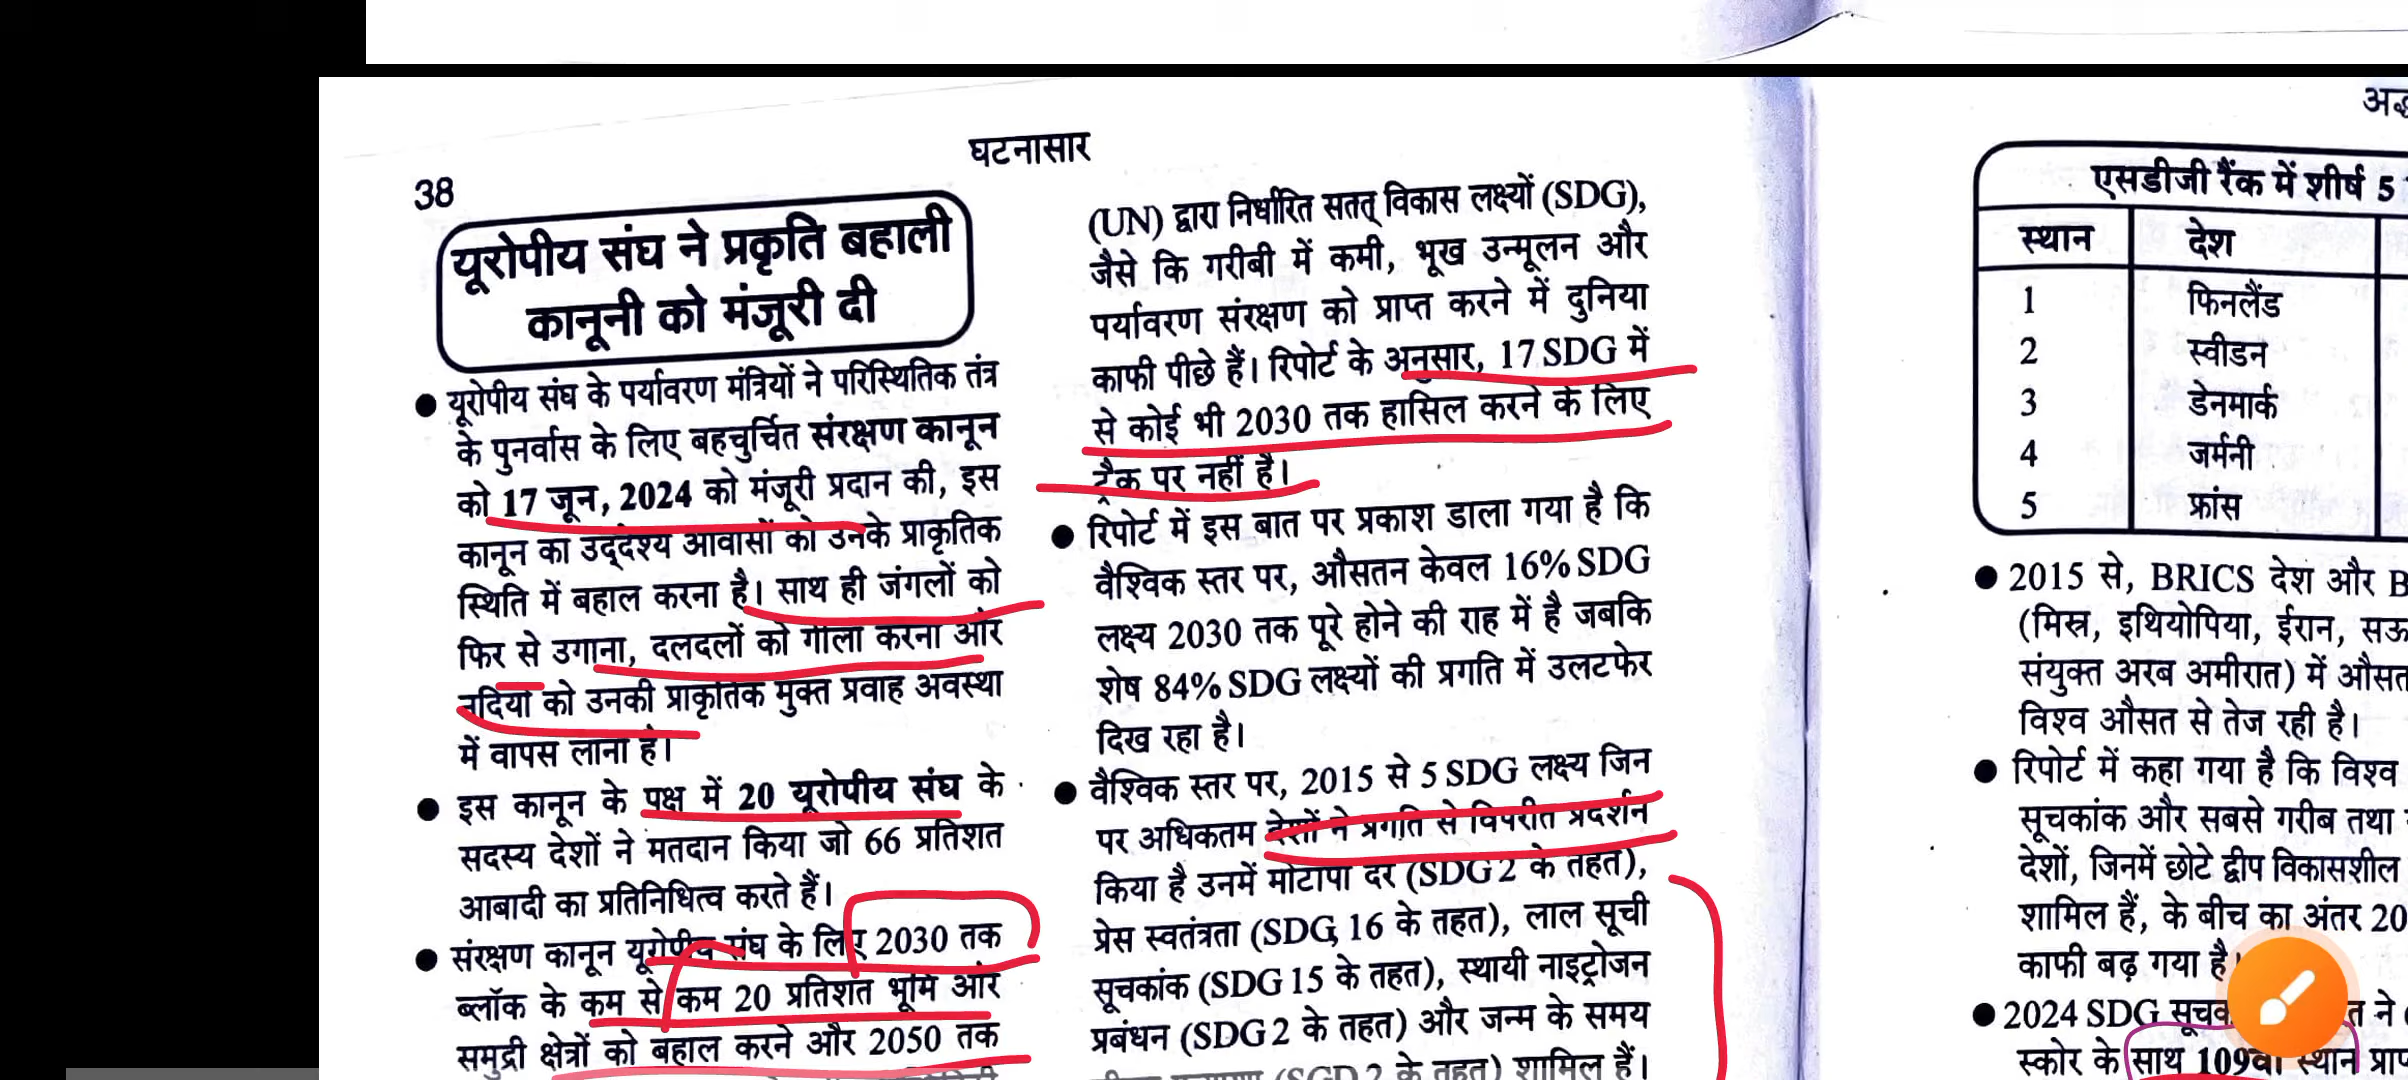 घटनासार
38
यूरोपीय संघ ने प्रकृति बहाली
कानूनी को मंजूरी दी
● यूरोपीय संघ के पर्यावरण मंत्रियों ने परिस्थितिक तंत्र
के पुनर्वास के लिए बहचुर्चित संरक्षण कानून
को 17 जून, 2024 को मंजूरी प्रदान की, इस
कानून का उद्देश्य आवासों को उनके प्राकृतिक
स्थिति में बहाल करना है। साथ ही जंगलों को
फिर से उगाना, दलदलों को गीला करना और
नदियों को उनकी प्राकृतिक मुक्त प्रवाह अवस्था
में वापस लाना है।
● इस कानून के पक्ष में 20 यूरोपीय संघ के
सदस्य देशों ने मतदान किया जो 66 प्रतिशत
आबादी का प्रतिनिधित्व करते हैं।
● संरक्षण कानून यूरोपीय संघ के लिए 2030 तक
ब्लॉक के कम से कम 20 प्रतिशत भूमि और
समुद्री क्षेत्रों को बहाल करने और 2050 तक
(UN) द्वारा निर्धारित सतत् विकास लक्ष्यों (SDG),
जैसे कि गरीबी में कमी, भूख उन्मूलन और
पर्यावरण संरक्षण को प्राप्त करने में दुनिया
काफी पीछे हैं। रिपोर्ट के अनुसार, 17 SDG में
से कोई भी 2030 तक हासिल करने के लिए
ट्रैक पर नहीं है।
● रिपोर्ट में इस बात पर प्रकाश डाला गया है कि
वैश्विक स्तर पर, औसतन केवल 16% SDG
लक्ष्य 2030 तक पूरे होने की राह में है जबकि
शेष 84% SDG लक्ष्यों की प्रगति में उलटफेर
दिख रहा है।
● वैश्विक स्तर पर, 2015 से 5 SDG लक्ष्य जिन
पर अधिकतम देशों ने प्रगति से विपरीत प्रदर्शन
किया है उनमें मोटापा दर (SDG 2 के तहत),
प्रेस स्वतंत्रता (SDG 16 के तहत), लाल सूची
सूचकांक (SDG 15 के तहत), स्थायी नाइट्रोजन
प्रबंधन (SDG 2 के तहत) और जन्म के समय
के तहत) शामिल हैं।
एसडीजी रैंक में शीर्ष 5
स्थान देश
1 फिनलैंड
2 स्वीडन
3 डेनमार्क
4 जर्मनी
5 फ्रांस
● 2015 से, BRICS देश और B
(मिस्र, इथियोपिया, ईरान, सऊ
संयुक्त अरब अमीरात) में औसत
विश्व औसत से तेज रही है।
● रिपोर्ट में कहा गया है कि विश्व
सूचकांक और सबसे गरीब तथा
देशों, जिनमें छोटे द्वीप विकासशील
शामिल हैं, के बीच का अंतर 20
काफी बढ़ गया है।
● 2024 SDG ने
स्कोर के साथ 109वां स्थान